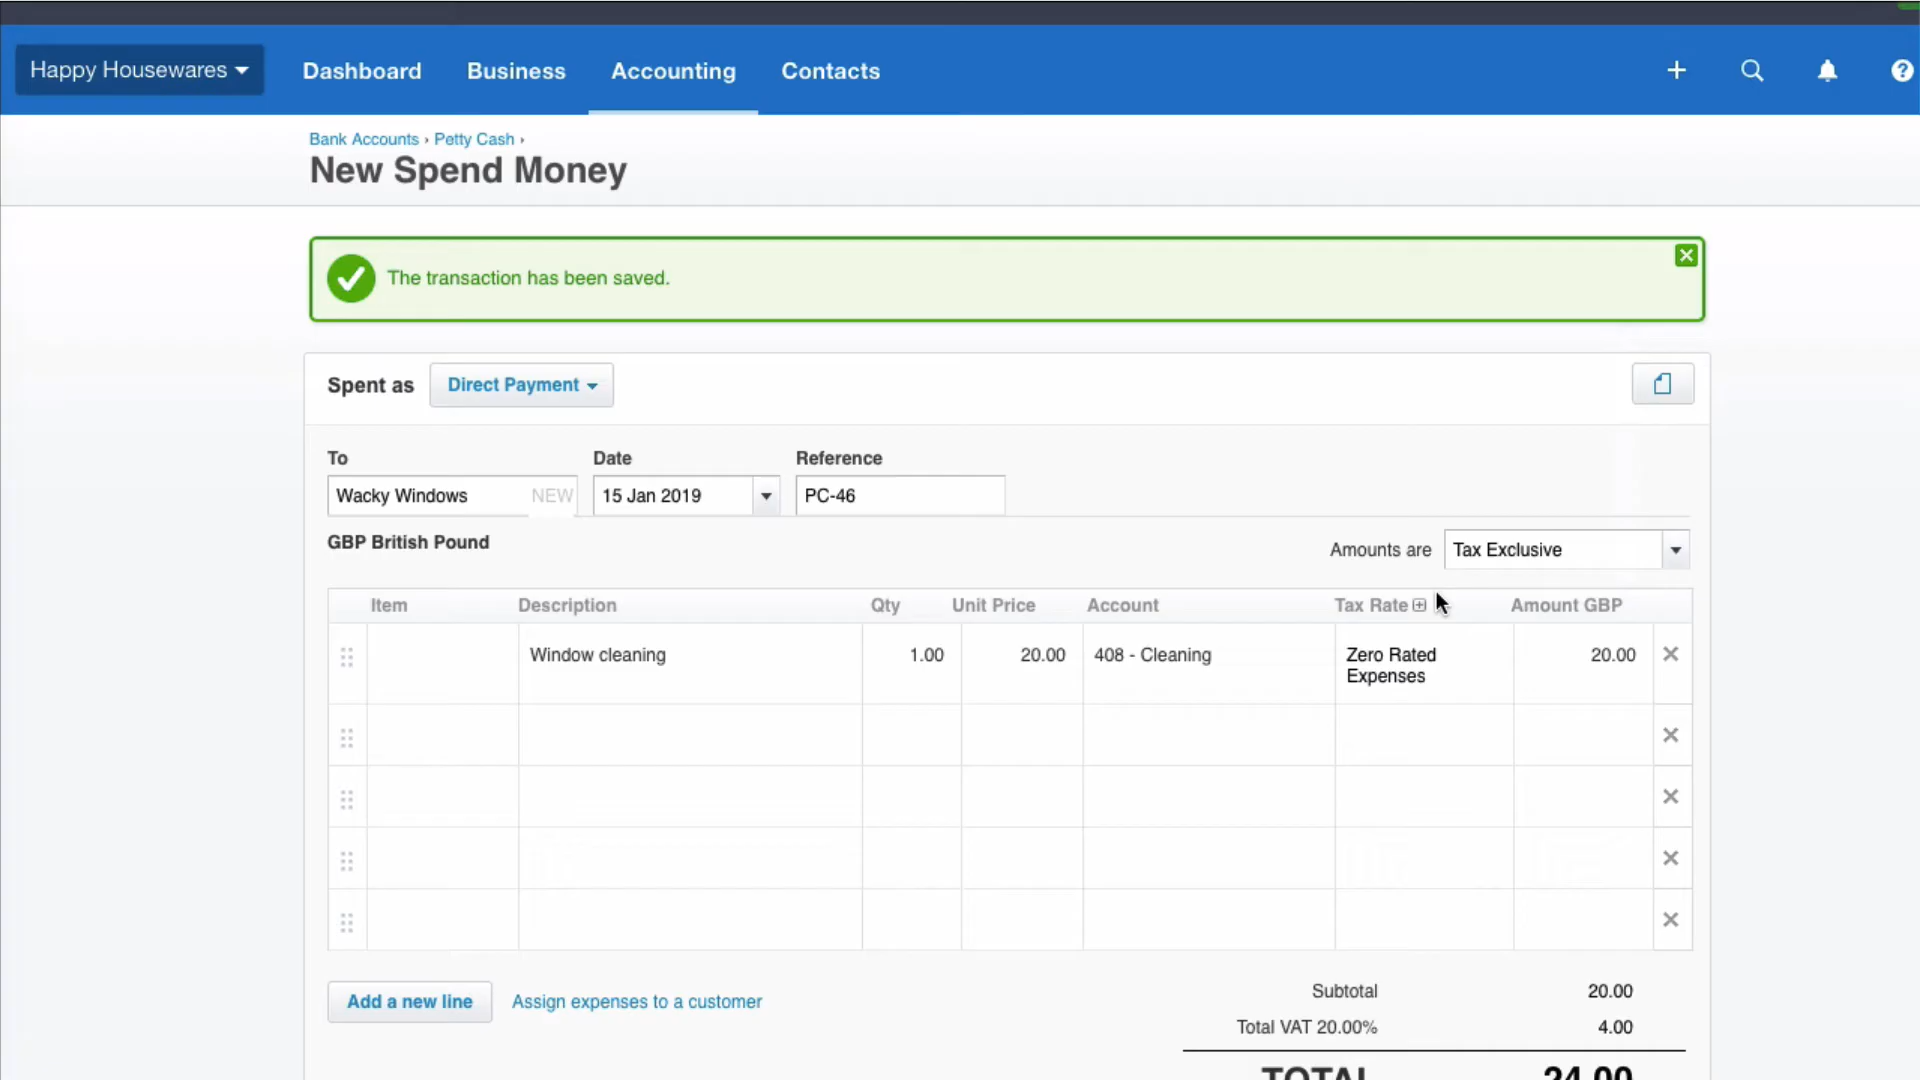 Happy Housewares
Dashboard
Business
Accounting
Contacts
Bank Accounts › Petty Cash ›
New Spend Money
The transaction has been saved.
Spent as
Direct Payment
To
Date
Reference
Wacky Windows
NEW
15 Jan 2019
PC-46
GBP British Pound
Amounts are
Tax Exclusive
Item
Description
Qty
Unit Price
Account
Tax Rate
Amount GBP
Window cleaning
1.00
20.00
408 - Cleaning
Zero Rated
Expenses
20.00
Add a new line
Assign expenses to a customer
Subtotal
20.00
Total VAT 20.00%
4.00
TOTAL
24.00